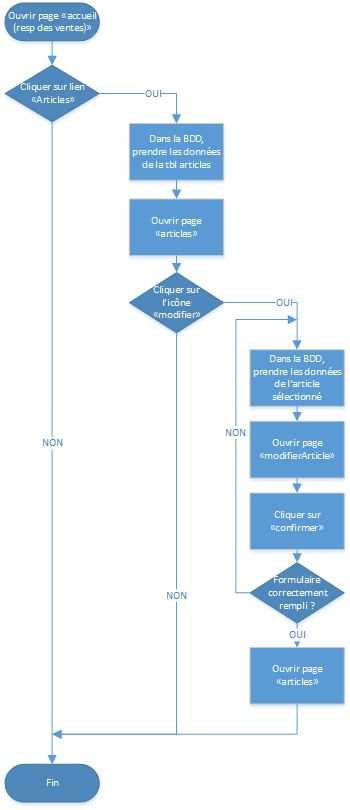 Ouvrir page «accueil
(resp des ventes)»
Cliquer sur lien
«Articles»
OUI
Dans la BDD,
prendre les données
de la tbl articles
Ouvrir page
«articles»
Cliquer sur
l'icône
«modifier»
OUI
Dans la BDD,
prendre les données
de l'article
sélectionné
NON
NON
Ouvrir page
«modifierArticle»
Cliquer sur
«confirmer»
Formulaire
correctement
rempli ?
NON
OUI
Ouvrir page
«articles»
Fin